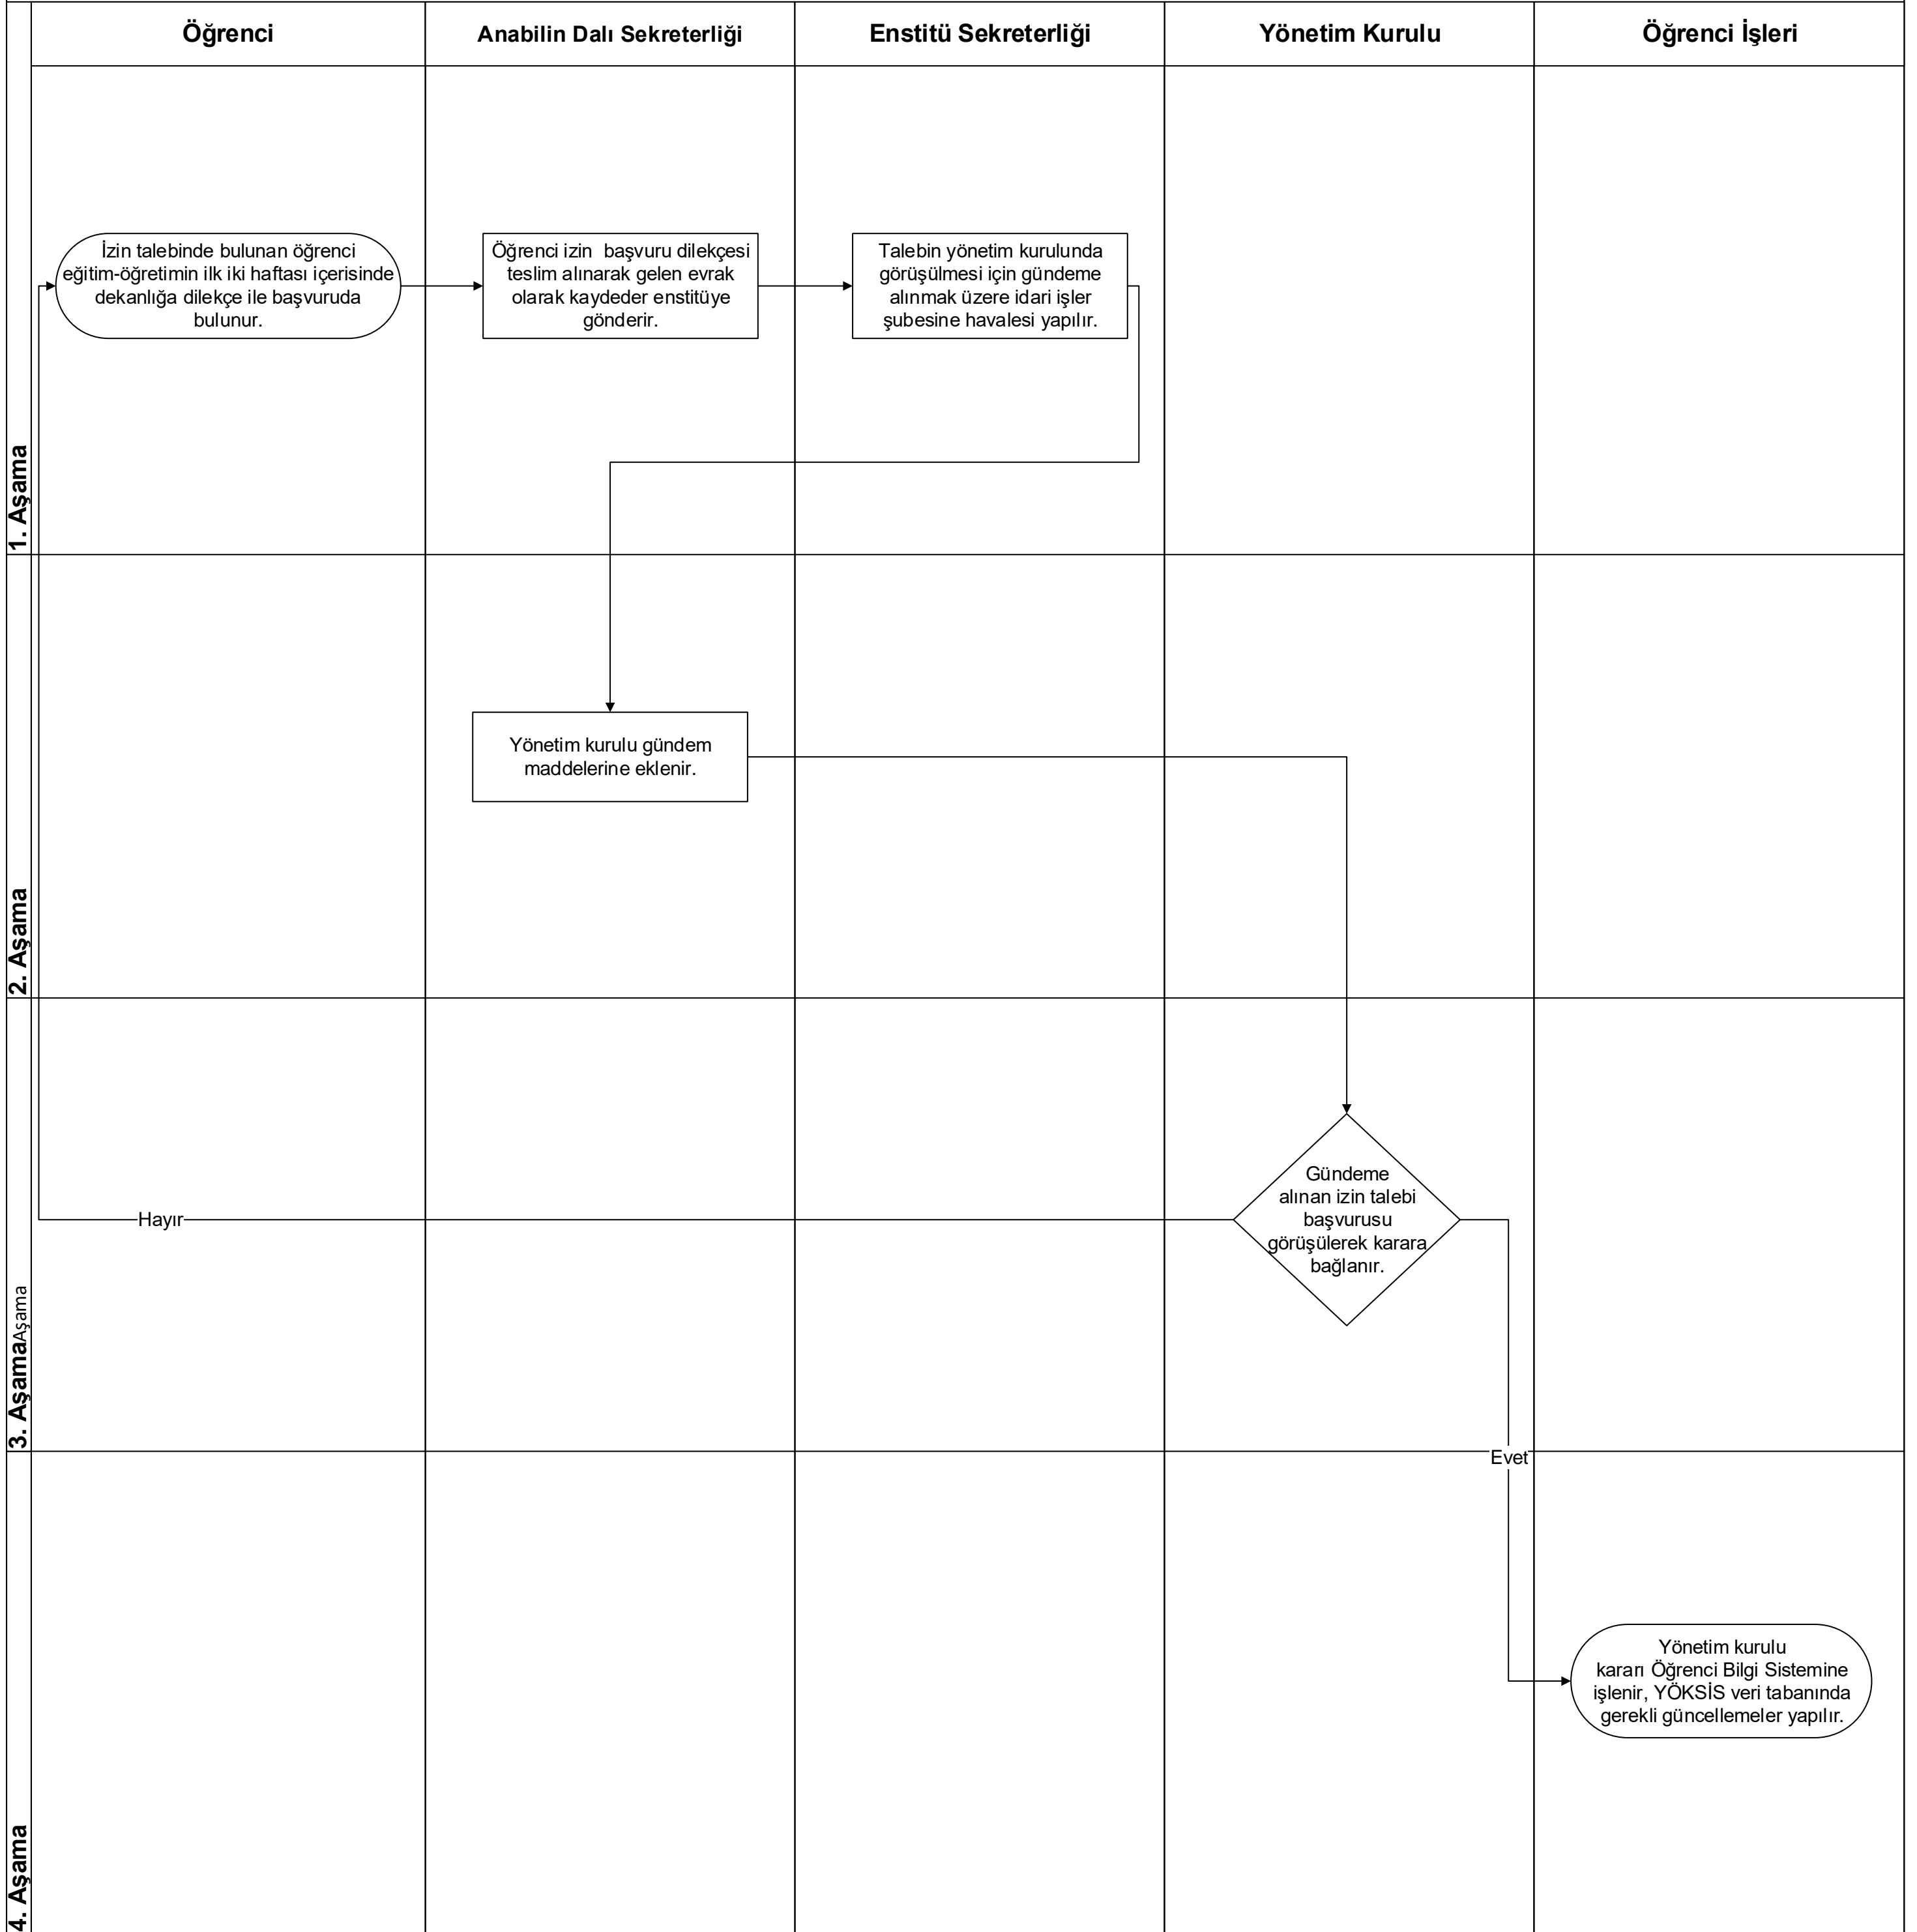 Öğrenci
Anabilin Dalı Sekreterliği
Enstitü Sekreterliği
Yönetim Kurulu
Öğrenci İşleri
1. Aşama
İzin talebinde bulunan öğrenci
eğitim-öğretimin ilk iki haftası içerisinde
dekanlığa dilekçe ile başvuruda
bulunur.
Öğrenci izin  başvuru dilekçesi
teslim alınarak gelen evrak
olarak kaydeder enstitüye
gönderir.
Talebin yönetim kurulunda
görüşülmesi için gündeme
alınmak üzere idari işler
şubesine havalesi yapılır.
2. Aşama
Yönetim kurulu gündem
maddelerine eklenir.
3. AşamaAşama
Hayır
Gündeme
alınan izin talebi
başvurusu
görüşülerek karara
bağlanır.
Evet
4. Aşama
Yönetim kurulu
kararı Öğrenci Bilgi Sistemine
işlenir, YÖKSİS veri tabanında
gerekli güncellemeler yapılır.